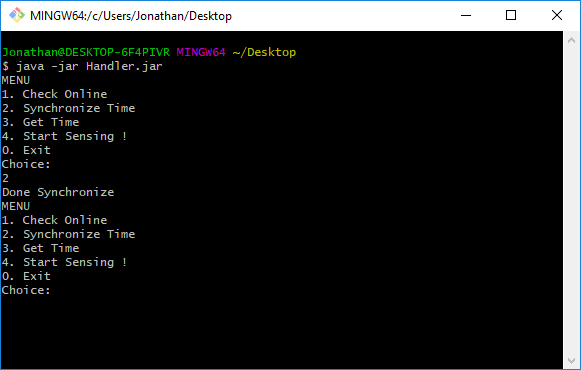 MINGW64:/c/Users/Jonathan/Desktop
Jonathan@DESKTOP-6F4PIVR MINGW64 ~/Desktop
$ java -jar Handler.jar
MENU
1. Check Online
2. Synchronize Time
3. Get Time
4. Start Sensing !
0. Exit
Choice:
2
Done Synchronize
MENU
1. Check Online
2. Synchronize Time
3. Get Time
4. Start Sensing !
0. Exit
Choice: